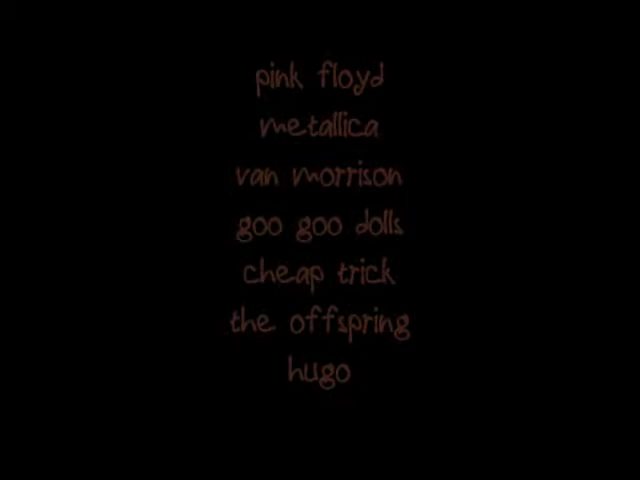 pink floyd
metallica
van morrison
goo goo dolls
cheap trick
the offspring
hugo